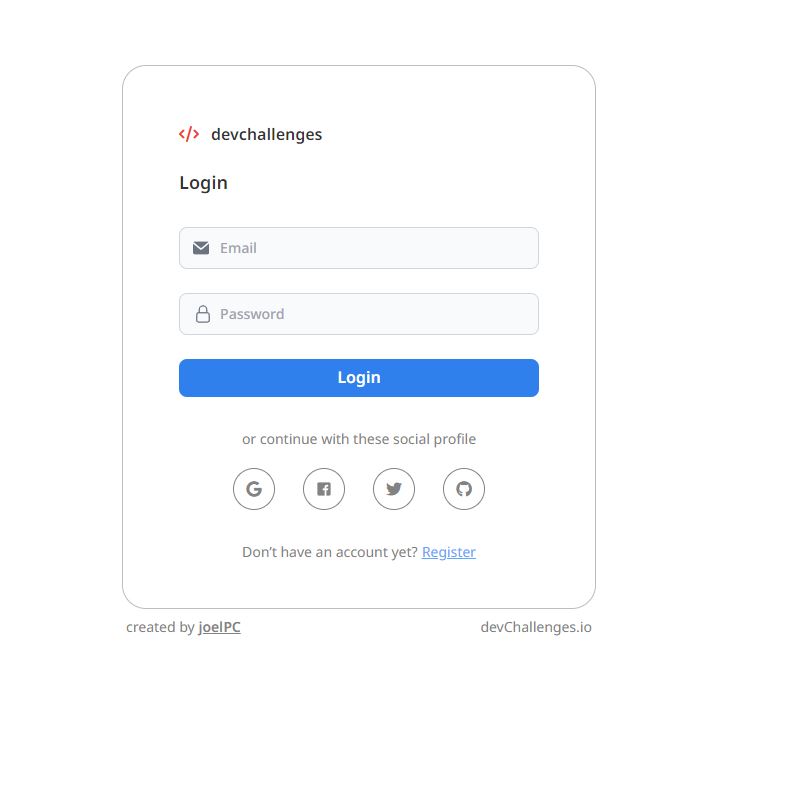 devchallenges
Login
Email
Password
Login
or continue with these social profile
Don’t have an account yet? Register
created by joelPC
devChallenges.io